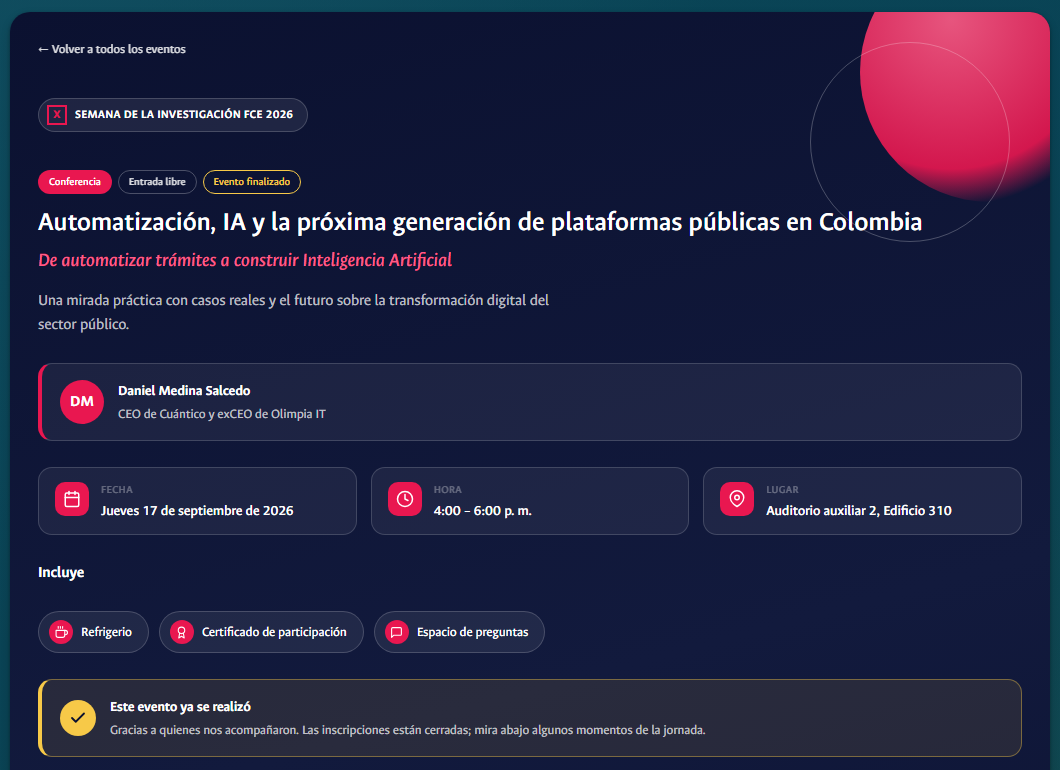 ← Volver a todos los eventos
X SEMANA DE LA INVESTIGACIÓN FCE 2026
Conferencia Entrada libre Evento finalizado
Automatización, IA y la próxima generación de plataformas públicas en Colombia
De automatizar trámites a construir Inteligencia Artificial
Una mirada práctica con casos reales y el futuro sobre la transformación digital del
sector público.
DM
Daniel Medina Salcedo
CEO de Cuántico y exCEO de Olimpia IT
FECHA
Jueves 17 de septiembre de 2026
HORA
4:00 – 6:00 p. m.
LUGAR
Auditorio auxiliar 2, Edificio 310
Incluye
Refrigerio
Certificado de participación
Espacio de preguntas
Este evento ya se realizó
Gracias a quienes nos acompañaron. Las inscripciones están cerradas; mira abajo algunos momentos de la jornada.